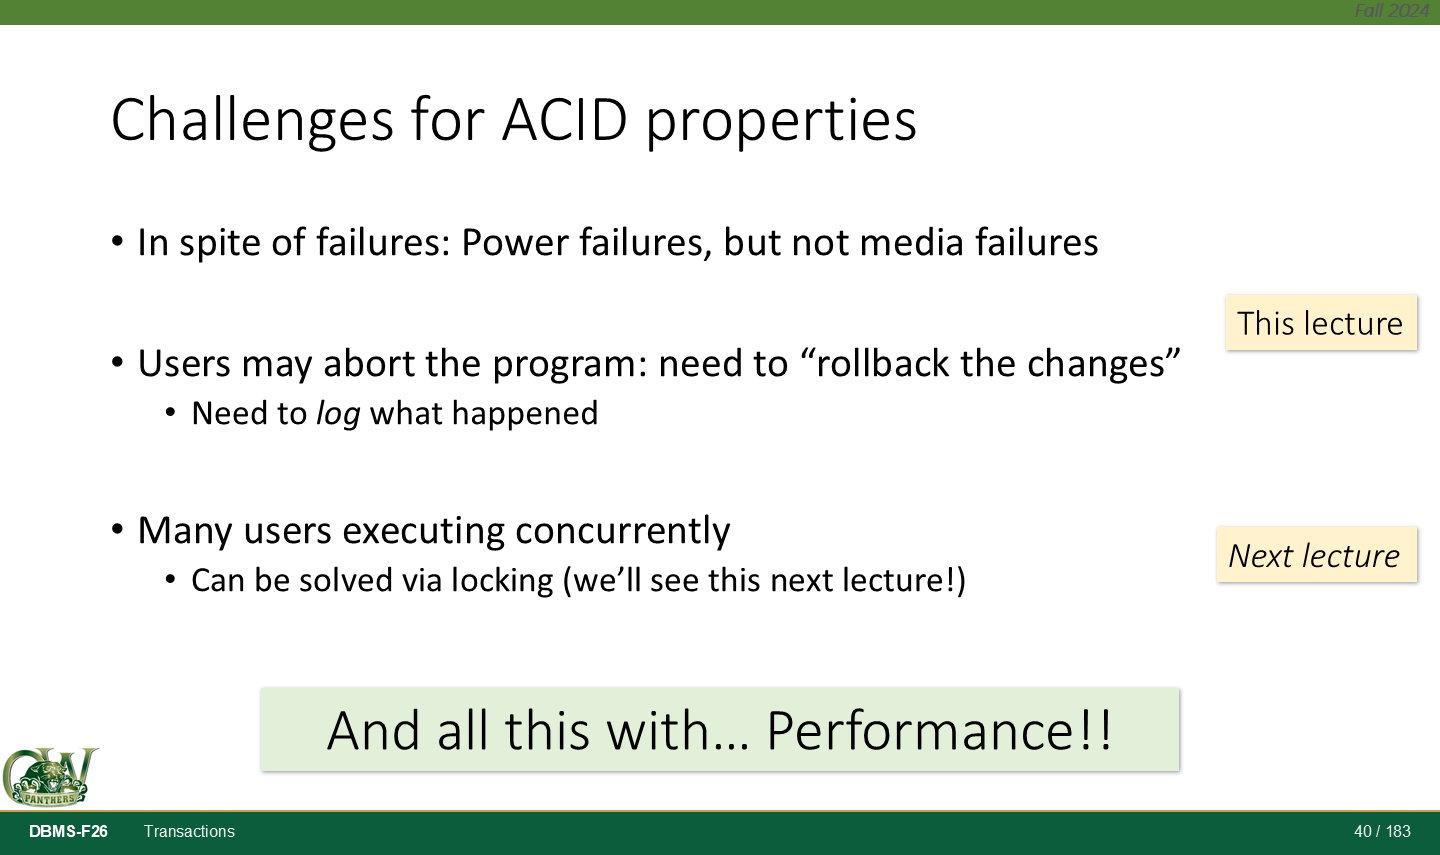 Fall 2024
Challenges for ACID properties
• In spite of failures: Power failures, but not media failures
This lecture
• Users may abort the program: need to “rollback the changes”
• Need to log what happened
• Many users executing concurrently
Next lecture
• Can be solved via locking (we’ll see this next lecture!)
And all this with… Performance!!
CW
PANTHERS
DBMS-F26 Transactions 40 / 183